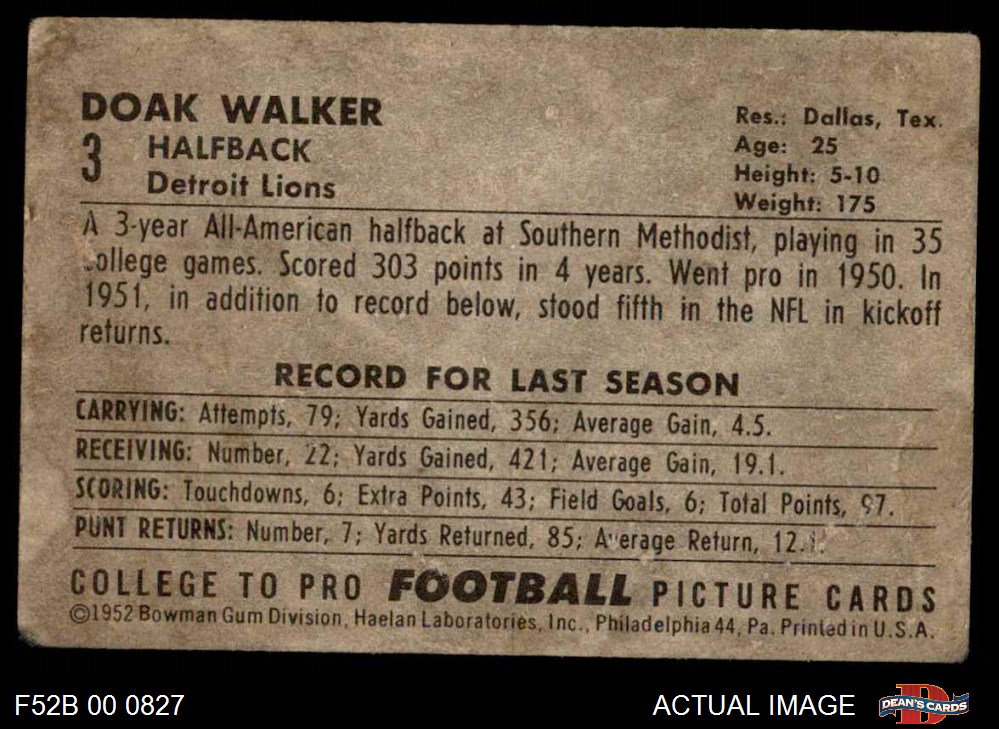 DOAK WALKER
3 HALFBACK
Detroit Lions
Res.: Dallas, Tex.
Age: 25
Height: 5-10
Weight: 175
A 3-year All-American halfback at Southern Methodist, playing in 35
college games. Scored 303 points in 4 years. Went pro in 1950. In
1951, in addition to record below, stood fifth in the NFL in kickoff
returns.
RECORD FOR LAST SEASON
CARRYING: Attempts, 79; Yards Gained, 356; Average Gain, 4.5.
RECEIVING: Number, 22; Yards Gained, 421; Average Gain, 19.1.
SCORING: Touchdowns, 6; Extra Points, 43; Field Goals, 6; Total Points, 97.
PUNT RETURNS: Number, 7; Yards Returned, 85; Average Return, 12.1.
COLLEGE TO PRO FOOTBALL PICTURE CARDS
©1952 Bowman Gum Division, Haelan Laboratories, Inc., Philadelphia 44, Pa. Printed in U.S.A.
F52B 00 0827
ACTUAL IMAGE
DEAN'S CARDS